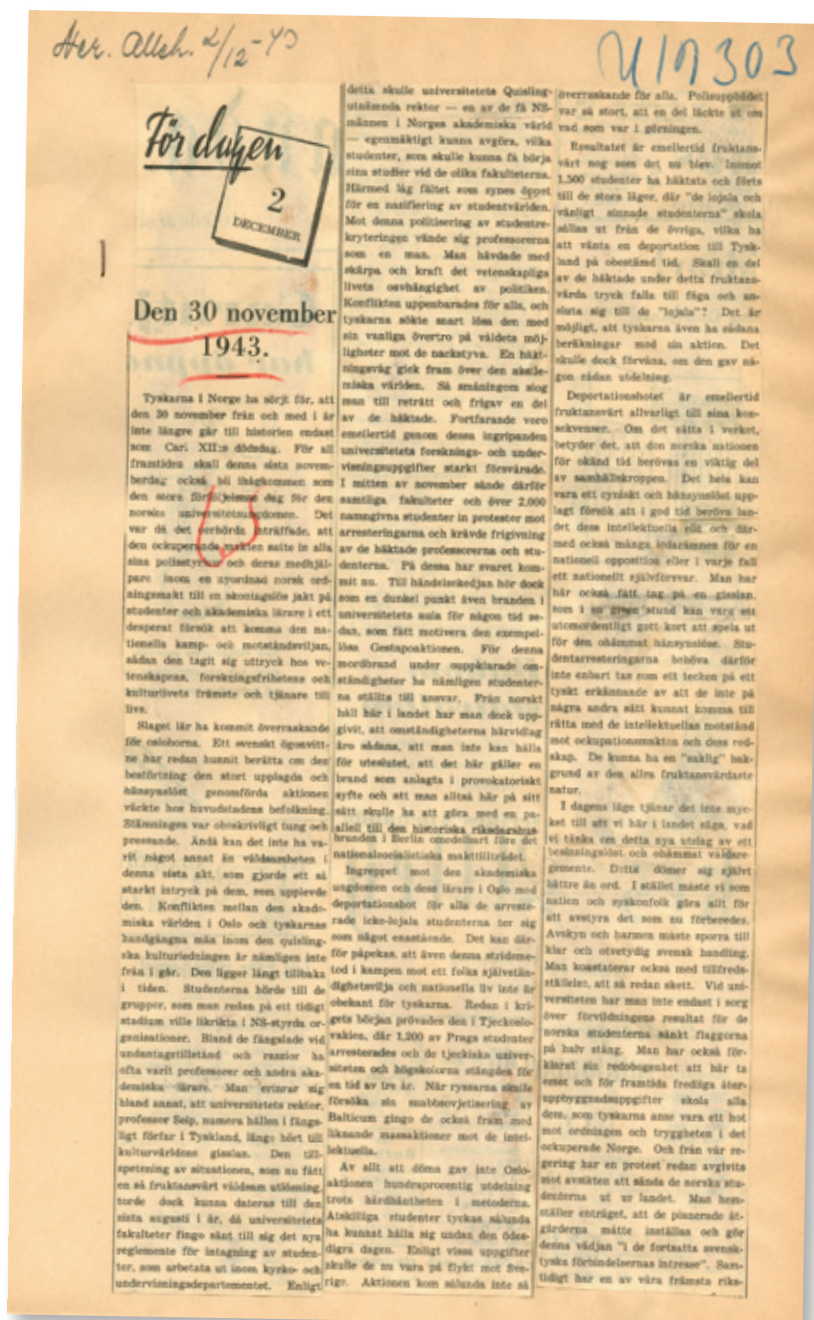 Her. Alleh. 2/12-43
U17303
För dagen
2
DECEMBER
Den 30 november
1943.
Tyskarna i Norge ha sörjt för, att
den 30 november från och med i år
inte längre går till historien endast
som Carl XII:s dödsdag. För all
framtiden skall denna sista novem-
berdag också bli ihågkommen som
den stora dag för den
norska universitetsungdomen. Det
var då det oerhörda inträffade, att
den ockuperande makten satte in alla
sina polisstyrkor och deras medhjäl-
pare inom en nyordnad norsk ord-
ningsmakt till en skoningslös jakt på
studenter och akademiska lärare i ett
desperat försök att komma den na-
tionella kamp- och motståndsviljan,
sådan den tagit sig uttryck hos ve-
tenskapens, forskningsfrihetens och
kulturlivets främste och tjänare till
livs.
Slaget lär ha kommit överraskande
för osloborna. Ett svenskt ögonvitt-
ne har redan hunnit berätta om den
bestörtning den stort upplagda och
hänsynslöst genomförda aktionen
väckte hos huvudstadens befolkning.
Stämningen var obeskrivligt tung och
pressande. Ändå kan det inte ha va-
rit något annat än våldsamheten i
denna sista akt, som gjorde ett så
starkt intryck på dem, som upplevde
den. Konflikten mellan den akade-
miska världen i Oslo och tyskarnas
handgångna män inom den quisling-
ska kulturledningen är nämligen inte
från i går. Den ligger långt tillbaka
i tiden. Studenterna hörde till de
grupper, som man redan på ett tidigt
stadium ville likrikta i NS-styrda or-
ganisationer. Bland de fängslade vid
undantagstillstånd och razzior ha
ofta varit professorer och andra aka-
demiska lärare. Man erinrar sig
bland annat, att universitetets rektor,
professor Seip, numera hållen i fängs-
ligt förfar i Tyskland, länge hört till
kulturvärldens gisslan. Den till-
spetsning av situationen, som nu fått
en så fruktansvärt våldsam utlösning,
torde dock kunna dateras till den
sista augusti i år, då universitetets
fakulteter fingo sänt till sig det nya
reglemente för intagning av studen-
ter, som arbetats ut inom kyrko- och
undervisningsdepartementet. Enligt
detta skulle universitetets Quisling-
utnämnda rektor — en av de få NS-
männen i Norges akademiska värld
— egenmäktigt kunna avgöra, vilka
studenter, som skulle kunna få börja
sina studier vid de olika fakulteterna.
Härmed låg fältet som synes öppet
för en nazifiering av studentvärlden.
Mot denna politisering av studentre-
kryteringen vände sig professorerna
som en man. Man hävdade med
skärpa och kraft det vetenskapliga
livets oavhängighet av politiken.
Konflikten uppenbarades för alla, och
tyskarna sökte snart lösa den med
sin vanliga övertro på våldets möj-
ligheter mot de nackstyva. En häkt-
ningsvåg gick fram över den akade-
miska världen. Så småningom slog
man till reträtt och frigav en del
av de häktade. Fortfarande voro
emellertid genom dessa ingripanden
universitetets forsknings- och under-
visningsuppgifter starkt försvårade.
I mitten av november sände därför
samtliga fakulteter och över 2,000
namngivna studenter in protester mot
arresteringarna och krävde frigivning
av de häktade professorerna och stu-
denterna. På dessa har svaret kom-
mit nu. Till händelsekedjan hör dock
som en dunkel punkt även branden i
universitetets aula för någon tid se-
dan, som fått motivera den exempel-
lösa Gestapoaktionen. För denna
mordbrand under ouppklarade om-
ständigheter ha nämligen studenter-
na ställts till ansvar. Från norskt
håll här i landet har man dock upp-
givit, att omständigheterna härvidlag
äro sådana, att man inte kan hålla
för uteslutet, att det här gäller en
brand som anlagts i provokatoriskt
syfte och att man alltså här på sitt
sätt skulle ha att göra med en pa-
allell till den historiska riksdagshus-
branden i Berlin omedelbart före det
nationalsocialistiska makttillträdet.
Ingreppet mot den akademiska
ungdomen och dess lärare i Oslo med
deportationshot för alla de arreste-
rade icke-lojala studenterna ter sig
som något enastående. Det kan där-
för påpekas, att även denna stridsme-
tod i kampen mot ett folks självstän-
dighetsvilja och nationella liv inte är
obekant för tyskarna. Redan i kri-
gets början prövades den i Tjeckoslo-
vakien, där 1,200 av Prags studenter
arresterades och de tjeckiska univer-
siteten och högskolorna stängdes för
en tid av tre år. När ryssarna skulle
försöka sin snabbsovjetisering av
Balticum gingo de också fram med
liknande massaktioner mot de intel-
lektuella.
Av allt att döma gav inte Oslo-
aktionen hundraprocentig utdelning
trots hårdhäntheten i metoderna.
Åtskilliga studenter tyckas sålunda
ha kunnat hålla sig undan den ödes-
digra dagen. Enligt vissa uppgifter
skulle de nu vara på flykt mot Sve-
rige. Aktionen kom sålunda inte så
överraskande för alla. Polisuppbådet
var så stort, att en del läckte ut om
vad som var i görningen.
Resultatet är emellertid fruktans-
värt nog som det nu blev. Inemot
1,500 studenter ha häktats och förts
till de stora läger, där "de lojala och
vänligt sinnade studenterna" skola
sållas ut från de övriga, vilka ha
att vänta en deportation till Tysk-
land på obestämd tid. Skall en del
av de häktade under detta fruktans-
värda tryck falla till föga och an-
sluta sig till de "lojala"? Det är
möjligt, att tyskarna även ha sådana
beräkningar med sin aktion. Det
skulle dock förvåna, om den gav nå-
gon sådan utdelning.
Deportationshotet är emellertid
fruktansvärt allvarligt till sina kon-
sekvenser. Om det sätts i verket,
betyder det, att den norska nationen
för okänd tid berövas en viktig del
av samhällskroppen. Det hela kan
vara ett cyniskt och hänsynslöst upp-
lagt försök att i god tid beröva lan-
det dess intellektuella elit och där-
med också många ledarämnen för en
nationell opposition eller i varje fall
ett nationellt självförsvar. Man har
här också fått tag på en gisslan,
som i en given stund kan vara ett
utomordentligt gott kort att spela ut
för den ohämmat hänsynslöse. Stu-
dentarresteringarna behöva därför
inte enbart tas som ett tecken på ett
tyskt erkännande av att de inte på
några andra sätt kunnat komma till
rätta med de intellektuellas motstånd
mot ockupationsmakten och dess red-
skap. De kunna ha en "saklig" bak-
grund av den allra fruktansvärdaste
natur.
I dagens läge tjänar det inte myc-
ket till att vi här i landet säga, vad
vi tänka om detta nya utslag av ett
besinningslöst och ohämmat våldsre-
gemente. Detta dömer sig självt
bättre än ord. I stället måste vi som
nation och syskonfolk göra allt för
att avstyra det som nu förberedes.
Avskyn och harmen måste sporra till
klar och otvetydig svensk handling.
Man konstaterar också med tillfreds-
ställelse, att så redan skett. Vid uni-
versiteten har man inte endast i sorg
över förvildningens resultat för de
norska studenterna sänkt flaggorna
på halv stång. Man har också för-
klarat sin redobogenhet att här ta
emot och för framtida fredliga åter-
uppbyggnadsuppgifter skola alla
dem, som tyskarna anse vara ett hot
mot ordningen och tryggheten i det
ockuperade Norge. Och från vår re-
gering har en protest redan avgivits
mot avsikten att sända de norska stu-
denterna ut ur landet. Man hem-
ställer enträget, att de planerade åt-
gärderna måtte inställas och gör
denna vädjan "i de fortsatta svensk-
tyska förbindelsernas intresse". Sam-
tidigt har en av våra främsta riks-